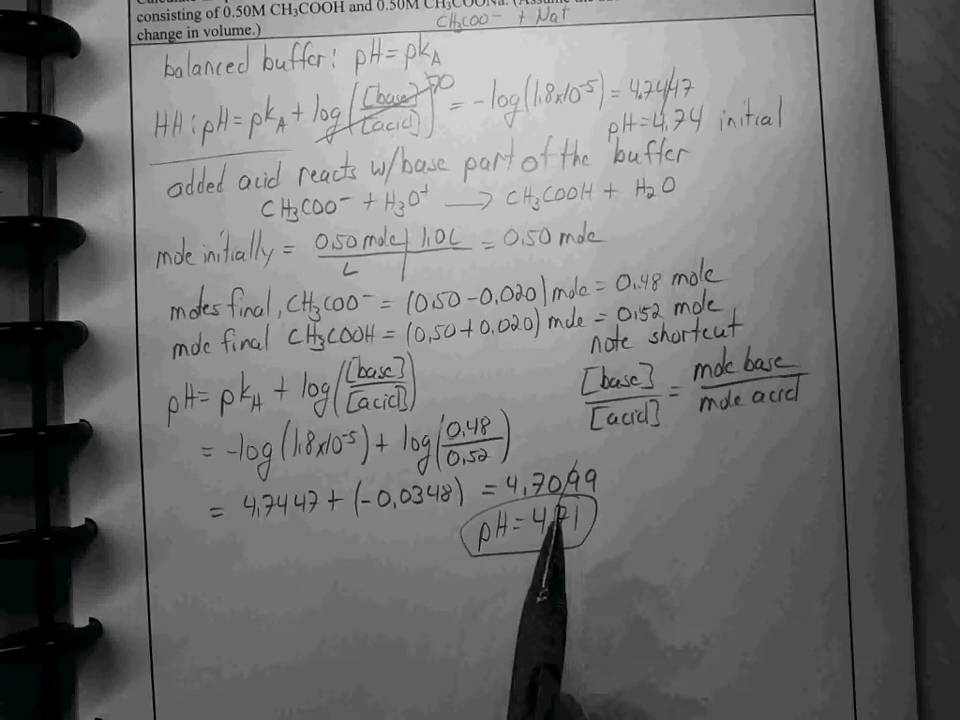 consisting of 0.50M CH₃COOH and 0.50M CH₃COONa. (Assume the
CH₃COO⁻ + Na⁺
change in volume.)
balanced buffer: pH = pkA
HH: pH = pkA + log([base]/[acid])→0 = -log(1.8x10⁻⁵) = 4.7447
pH = 4.74 initial
added acid reacts w/base part of the buffer
CH₃COO⁻ + H₃O⁺ → CH₃COOH + H₂O
mole initially = 0.50 mole/L | 1.0L = 0.50 mole
moles final, CH₃COO⁻ = (0.50-0.020) mole = 0.48 mole
mole final CH₃COOH = (0.50+0.020) mole = 0.52 mole
note shortcut
pH = pkA + log([base]/[acid])
[base]/[acid] = mole base/mole acid
= -log(1.8x10⁻⁵) + log(0.48/0.52)
= 4.7447 + (-0.0348) = 4.7099
pH = 4.71